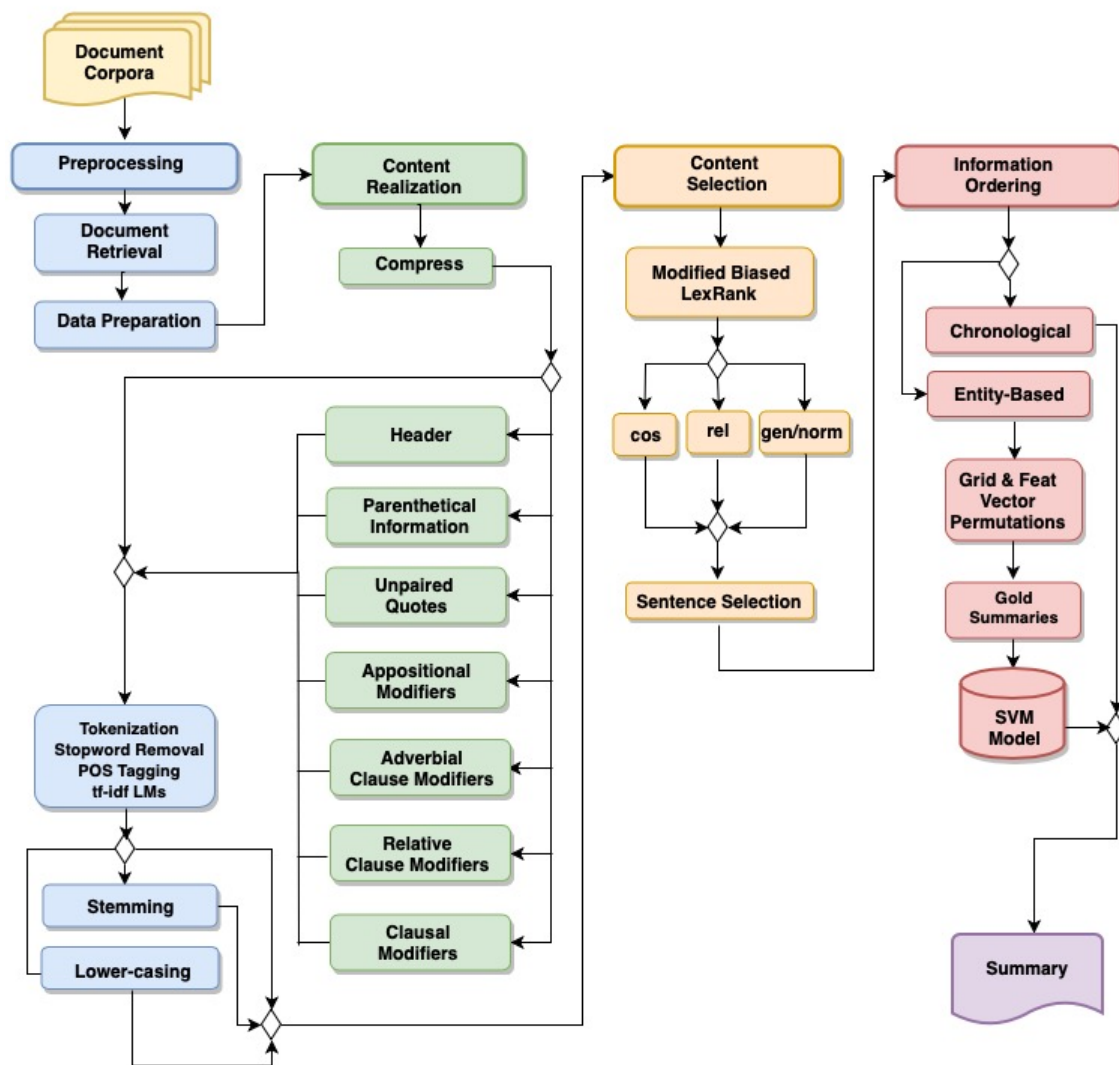 Document
Corpora
Preprocessing
Document
Retrieval
Data Preparation
Content
Realization
Compress
Header
Parenthetical
Information
Unpaired
Quotes
Appositional
Modifiers
Adverbial
Clause Modifiers
Relative
Clause Modifiers
Clausal
Modifiers
Tokenization
Stopword Removal
POS Tagging
tf-idf LMs
Stemming
Lower-casing
Content
Selection
Modified Biased
LexRank
cos
rel
gen/norm
Sentence Selection
Information
Ordering
Chronological
Entity-Based
Grid & Feat
Vector
Permutations
Gold
Summaries
SVM
Model
Summary